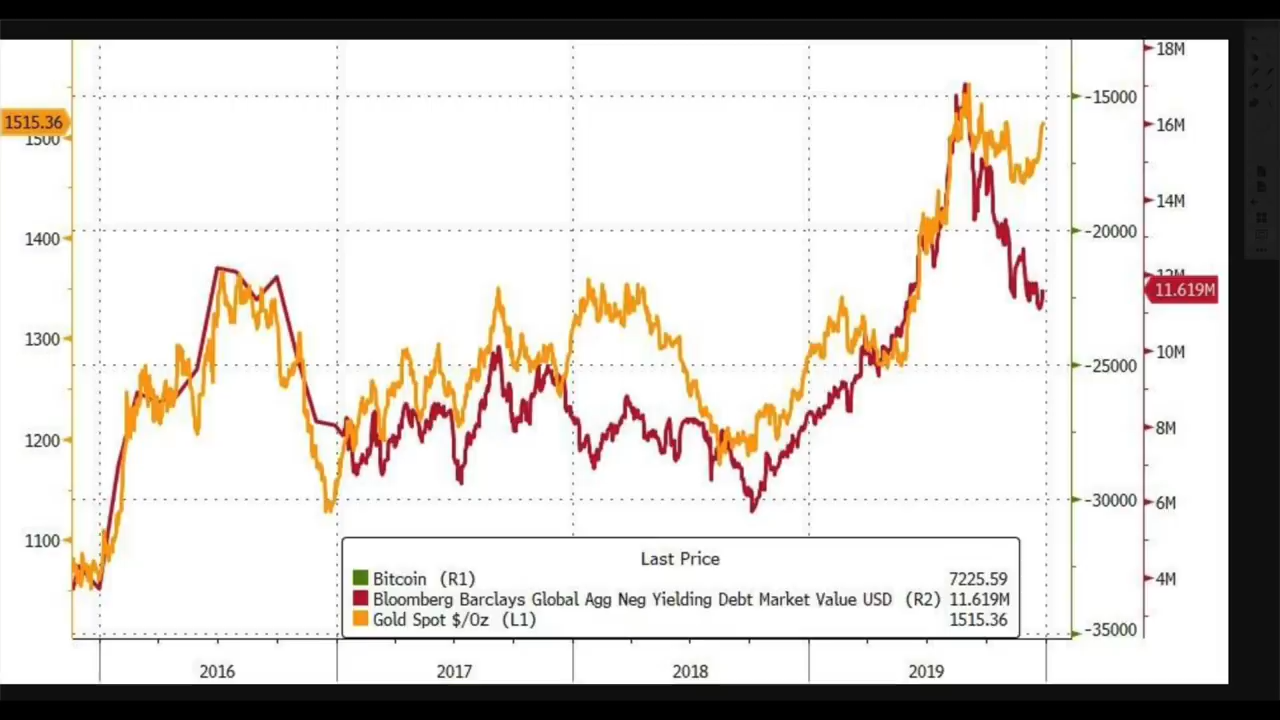 18M
-15000
1515.36
1500
16M
14M
1400
-20000
12M
11.619M
1300
10M
-25000
1200
8M
-30000
6M
1100
Last Price
Bitcoin (R1) 7225.59
4M
Bloomberg Barclays Global Agg Neg Yielding Debt Market Value USD (R2) 11.619M
Gold Spot $/Oz (L1) 1515.36
-35000
2016 2017 2018 2019